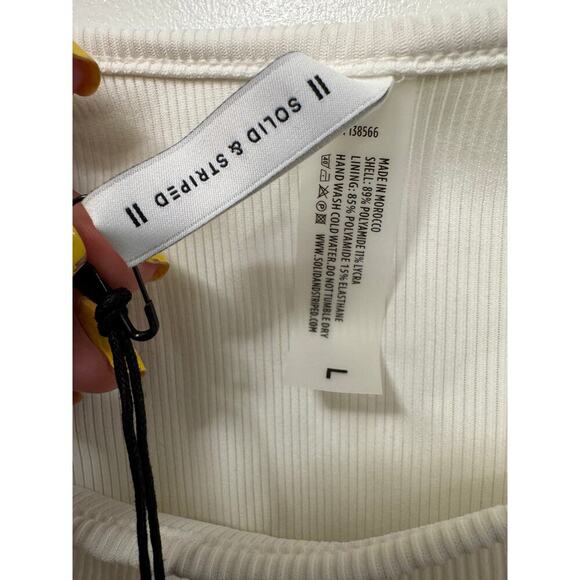 || SOLID & STRIPED ||
138566
MADE IN MOROCCO
SHELL: 89% POLYAMIDE 11% LYCRA
LINING: 85% POLYAMIDE 15% ELASTHANE
HAND WASH COLD WATER. DO NOT TUMBLE DRY
WWW.SOLIDANDSTRIPED.COM
L